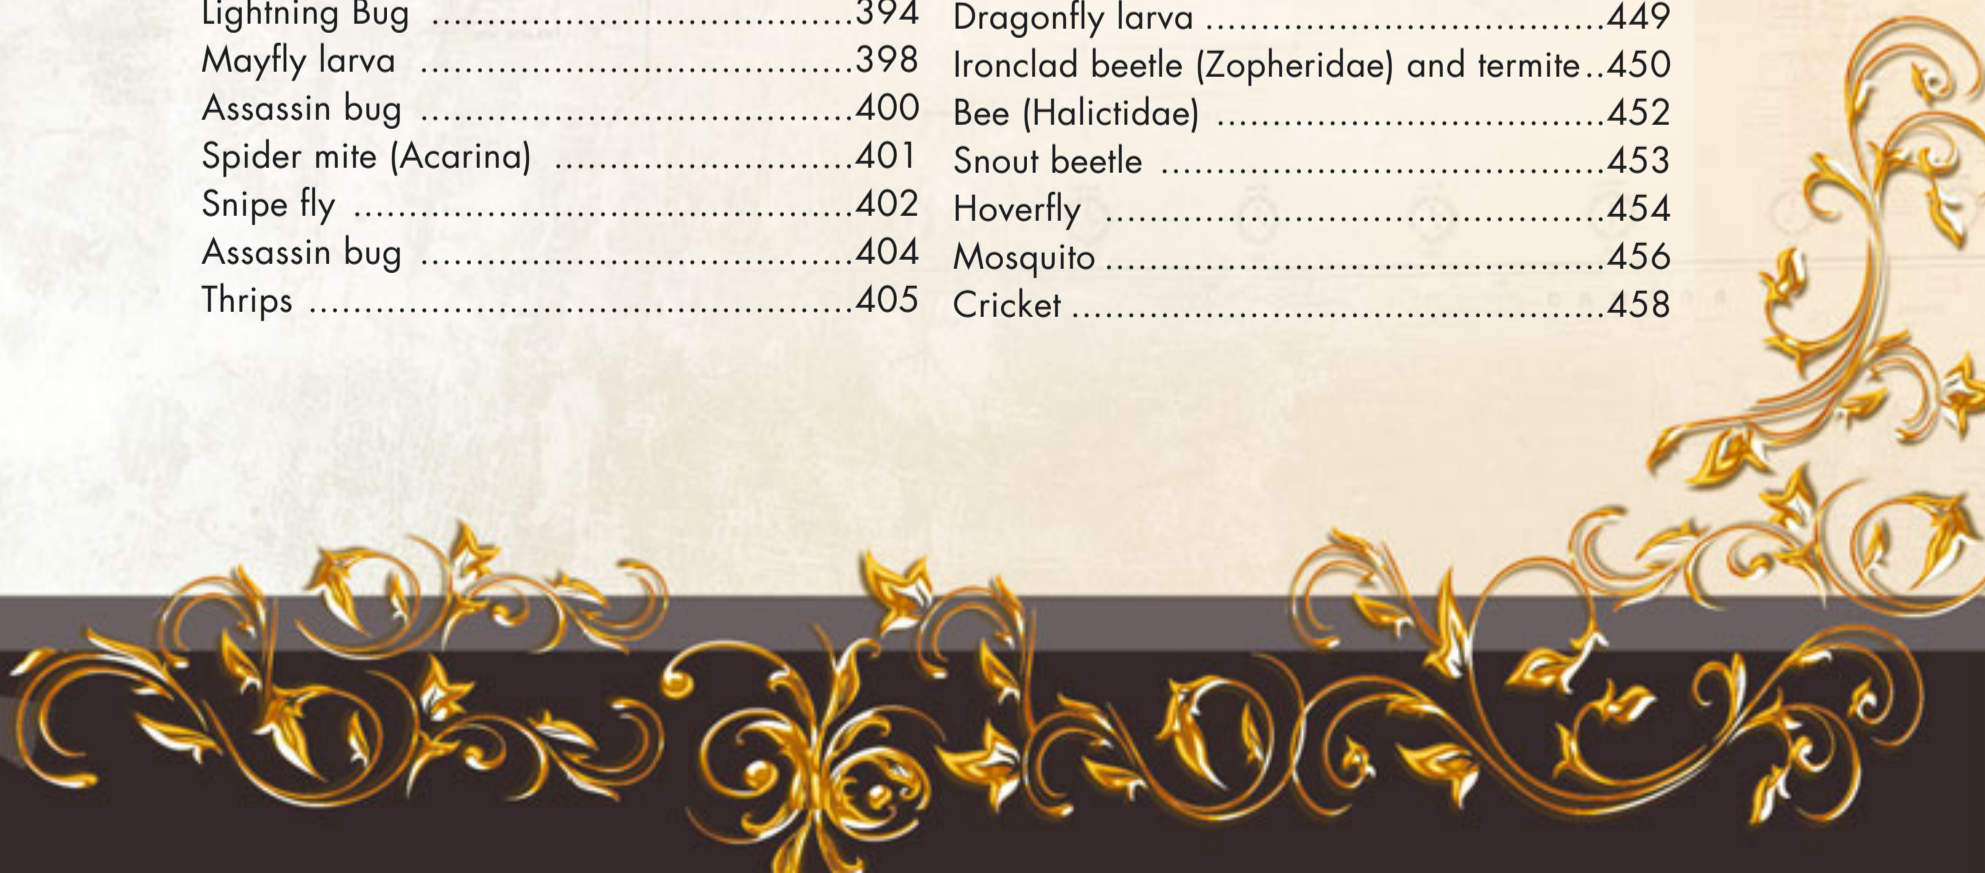 Lightning Bug ....................................394
Mayfly larva .....................................398
Assassin bug .....................................400
Spider mite (Acarina) .........................401
Snipe fly ..........................................402
Assassin bug .....................................404
Thrips ..............................................405
Dragonfly larva ..................................449
Ironclad beetle (Zopheridae) and termite..450
Bee (Halictidae) .................................452
Snout beetle ......................................453
Hoverfly ...........................................454
Mosquito ...........................................456
Cricket ..............................................458